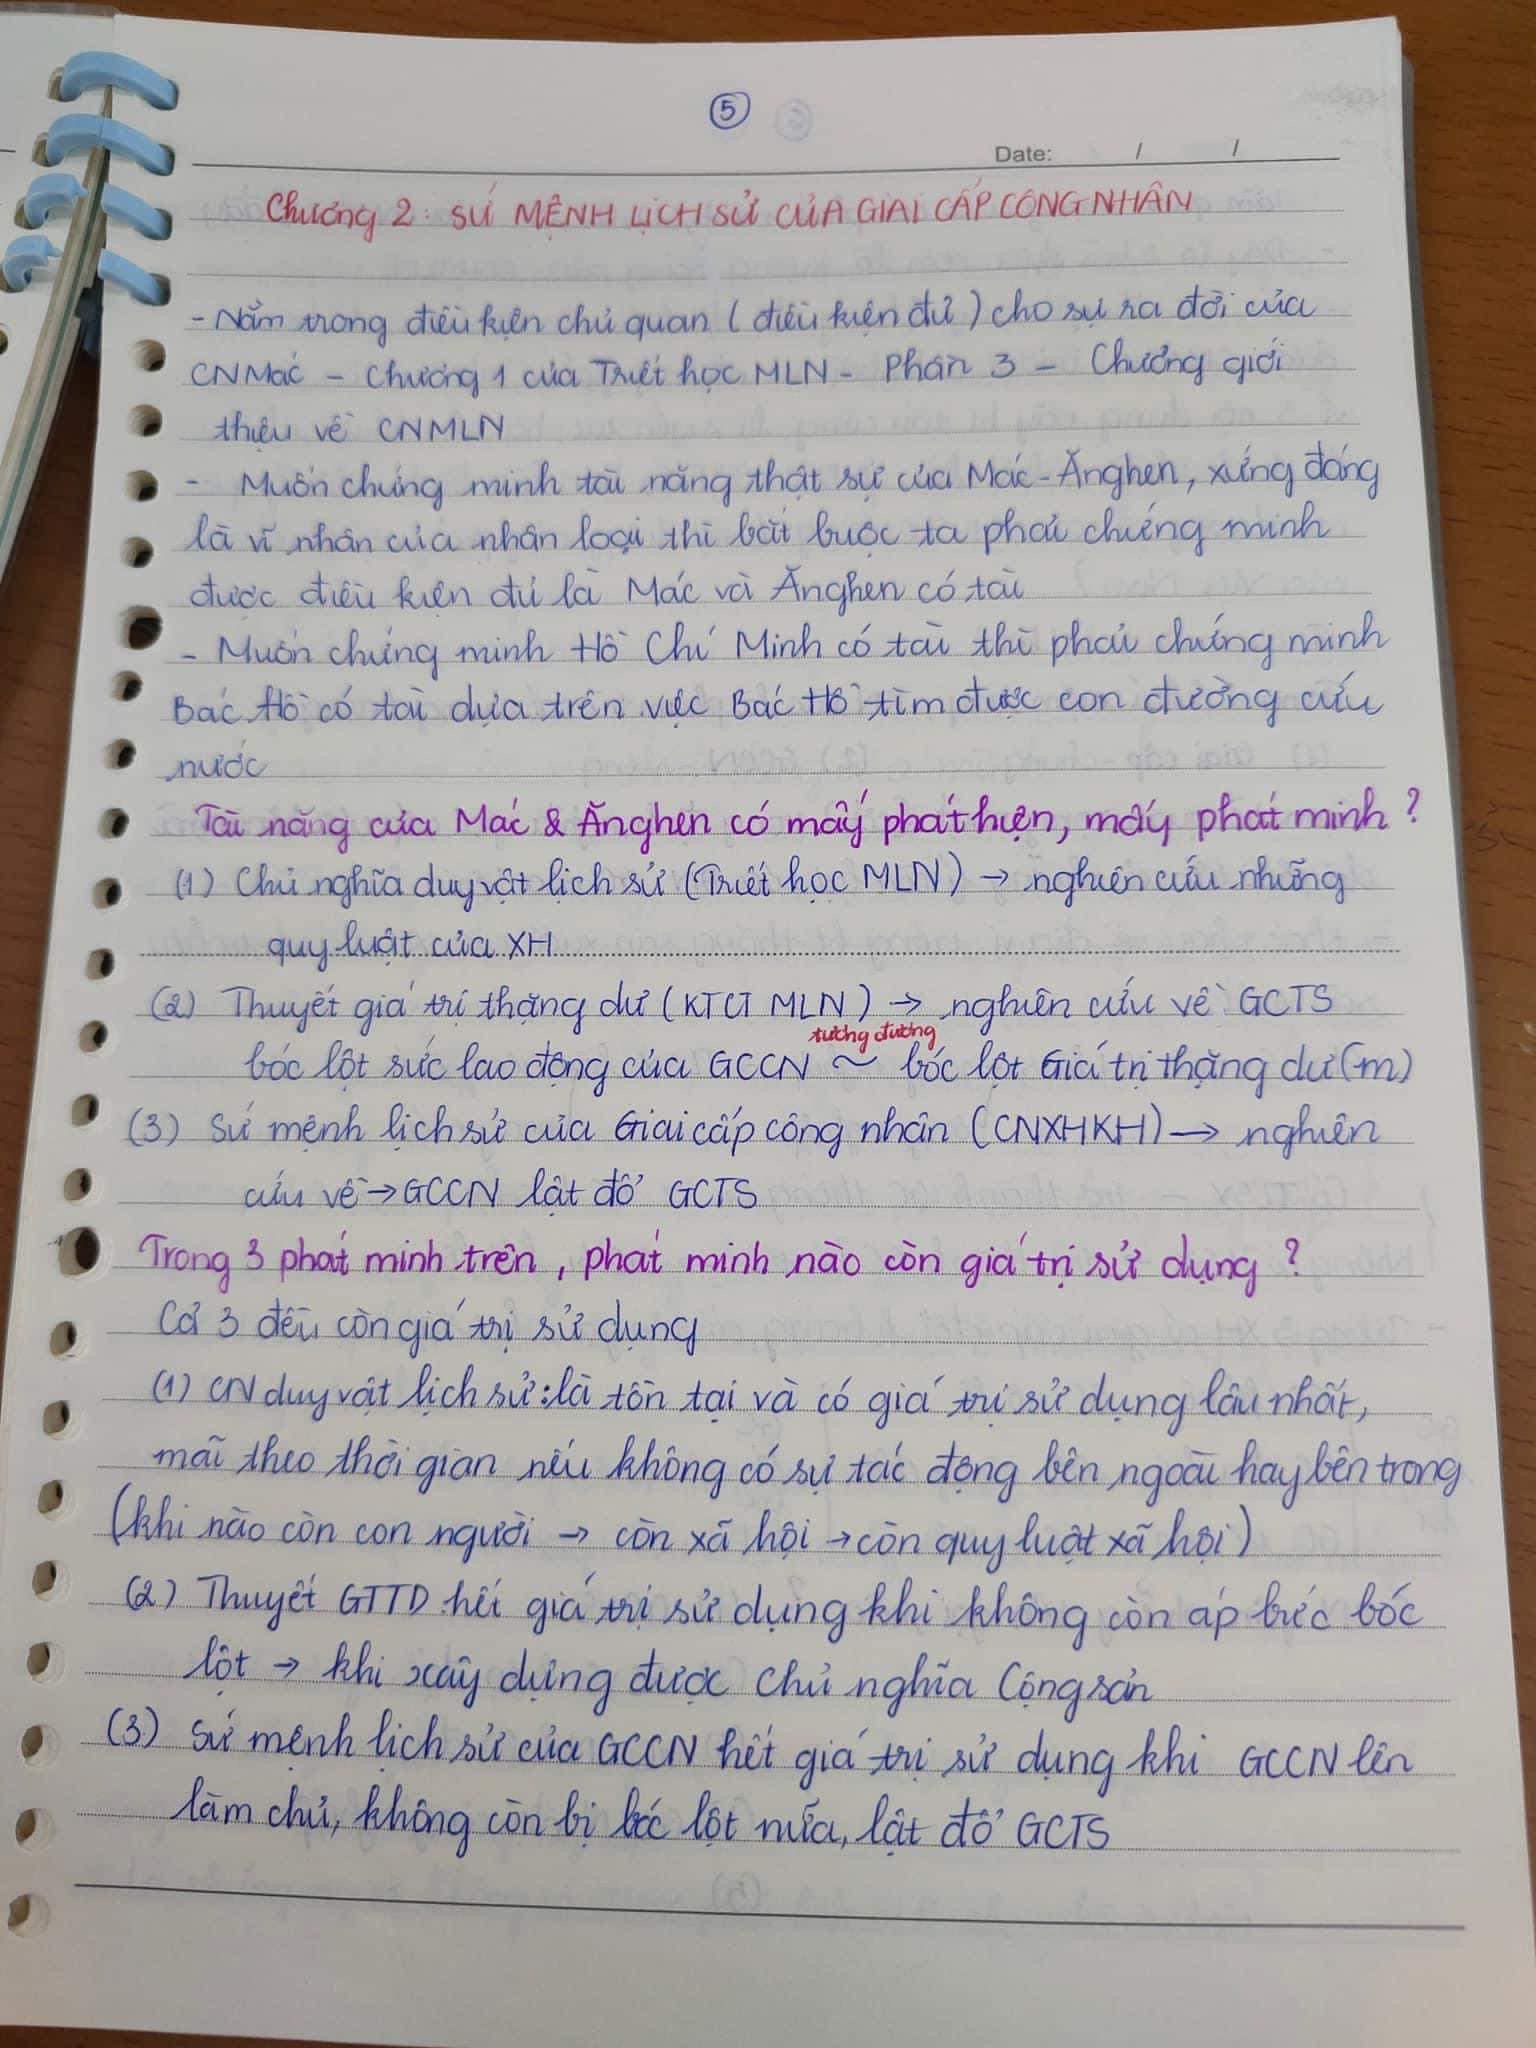 5
Date: / /
Chương 2: SỨ MỆNH LỊCH SỬ CỦA GIAI CẤP CÔNG NHÂN
- Nằm trong điều kiện chủ quan (điều kiện đủ) cho sự ra đời của
CNMác - Chương 1 của Triết học MLN - Phần 3 - Chương giới
thiệu về CNMLN
- Muốn chứng minh tài năng thật sự của Mác - Ănghen, xứng đáng
là vĩ nhân của nhân loại thì bắt buộc ta phải chứng minh
được điều kiện đủ là Mác và Ănghen có tài
- Muốn chứng minh Hồ Chí Minh có tài thì phải chứng minh
Bác Hồ có tài dựa trên việc Bác Hồ tìm được con đường cứu
nước
Tài năng của Mác & Ănghen có mấy phát hiện, mấy phát minh?
(1) Chủ nghĩa duy vật lịch sử (Triết học MLN) → nghiên cứu những
quy luật của XH
(2) Thuyết giá trị thặng dư (KTCT MLN) → nghiên cứu về GCTS
tương đương
bóc lột sức lao động của GCCN ~ bóc lột Giá trị thặng dư (m)
(3) Sứ mệnh lịch sử của Giai cấp công nhân (CNXHKH) → nghiên
cứu về → GCCN lật đổ GCTS
Trong 3 phát minh trên, phát minh nào còn giá trị sử dụng?
Cả 3 đều còn giá trị sử dụng
(1) CN duy vật lịch sử: là tồn tại và có giá trị sử dụng lâu nhất,
mãi theo thời gian nếu không có sự tác động bên ngoài hay bên trong
(khi nào còn con người → còn xã hội → còn quy luật xã hội)
(2) Thuyết GTTD hết giá trị sử dụng khi không còn áp bức bóc
lột → khi xây dựng được Chủ nghĩa Cộng sản
(3) Sứ mệnh lịch sử của GCCN hết giá trị sử dụng khi GCCN lên
làm chủ, không còn bị bóc lột nữa, lật đổ GCTS